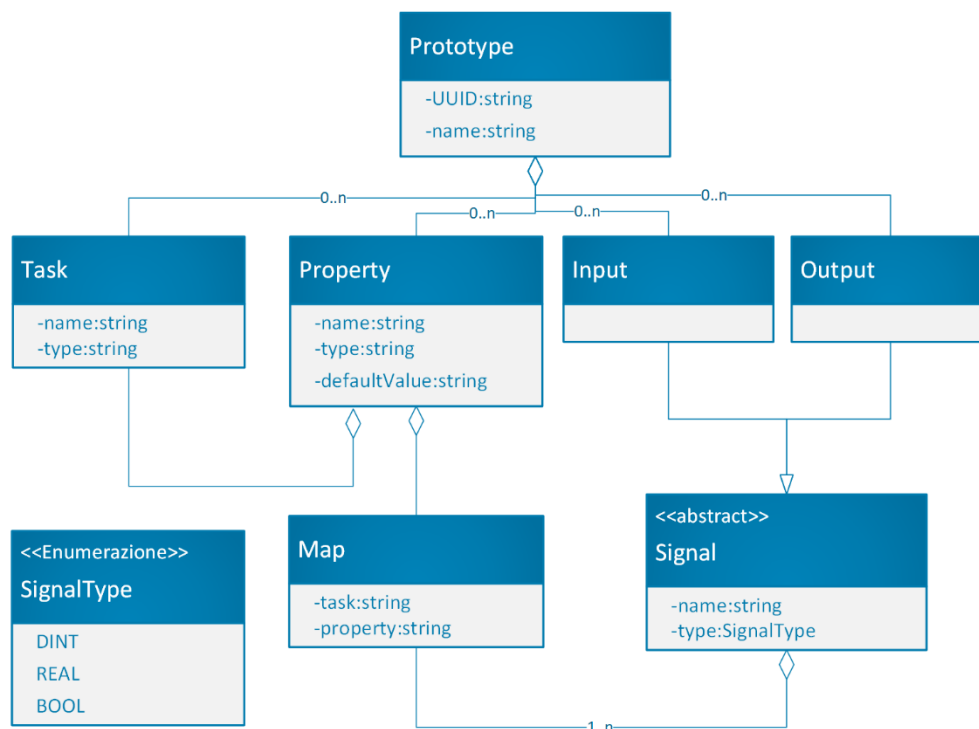 Prototype
-UUID:string
-name:string
0..n
0..n
0..n
0..n
Task
-name:string
-type:string
Property
-name:string
-type:string
-defaultValue:string
Input
Output
<<Enumerazione>>
SignalType
DINT
REAL
BOOL
Map
-task:string
-property:string
<<abstract>>
Signal
-name:string
-type:SignalType
1..n